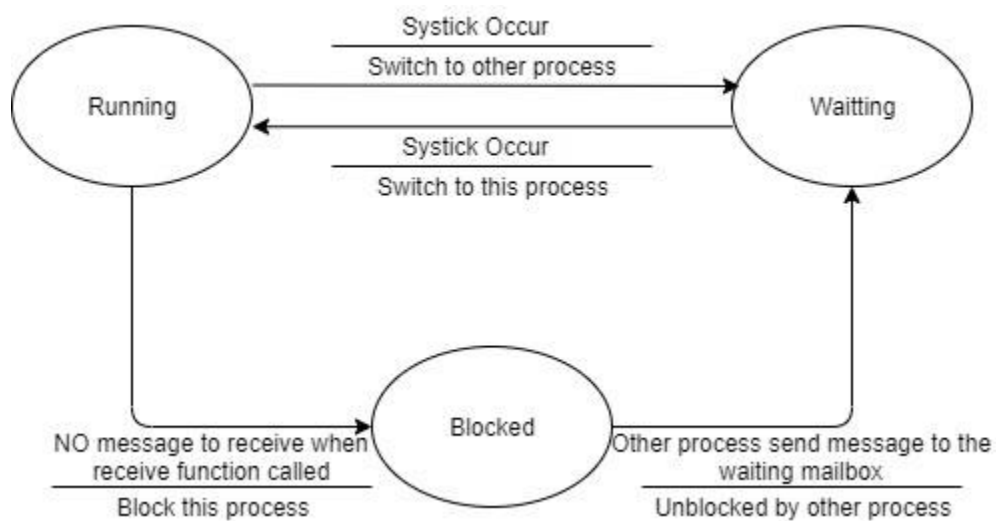 Systick Occur
Switch to other process
Running
Waitting
Systick Occur
Switch to this process
Blocked
NO message to receive when
receive function called
Block this process
Other process send message to the
waiting mailbox
Unblocked by other process